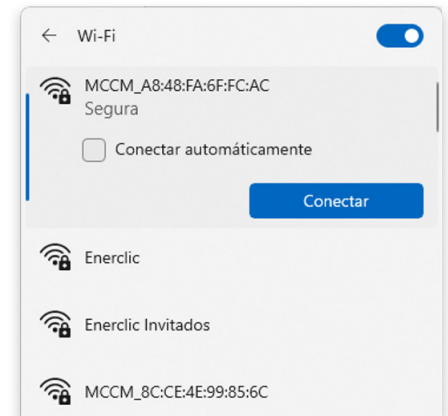 Wi-Fi
MCCM_A8:48:FA:6F:FC:AC
Segura
Conectar automáticamente
Conectar
Enerclic
Enerclic Invitados
MCCM_8C:CE:4E:99:85:6C